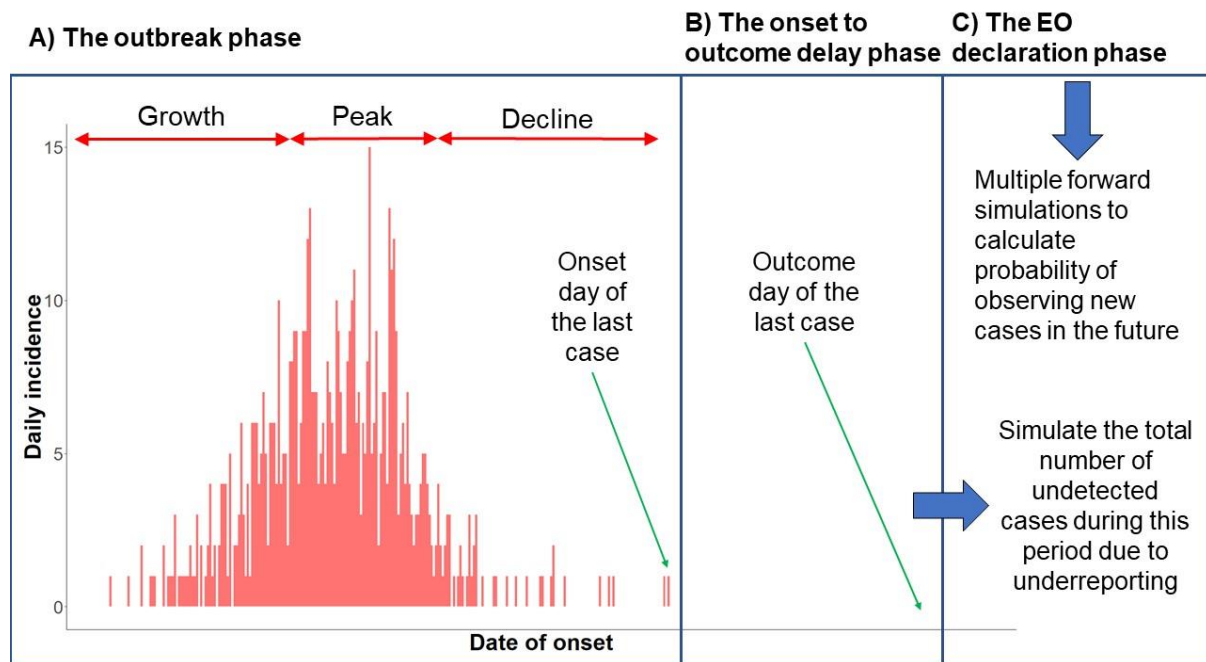 A) The outbreak phase
B) The onset to
outcome delay phase
C) The EO
declaration phase
Growth
Peak
Decline
15
10
5
0
Daily incidence
Date of onset
Onset
day of
the last
case
Outcome
day of the
last case
Multiple forward
simulations to
calculate
probability of
observing new
cases in the future
Simulate the total
number of
undetected
cases during this
period due to
underreporting